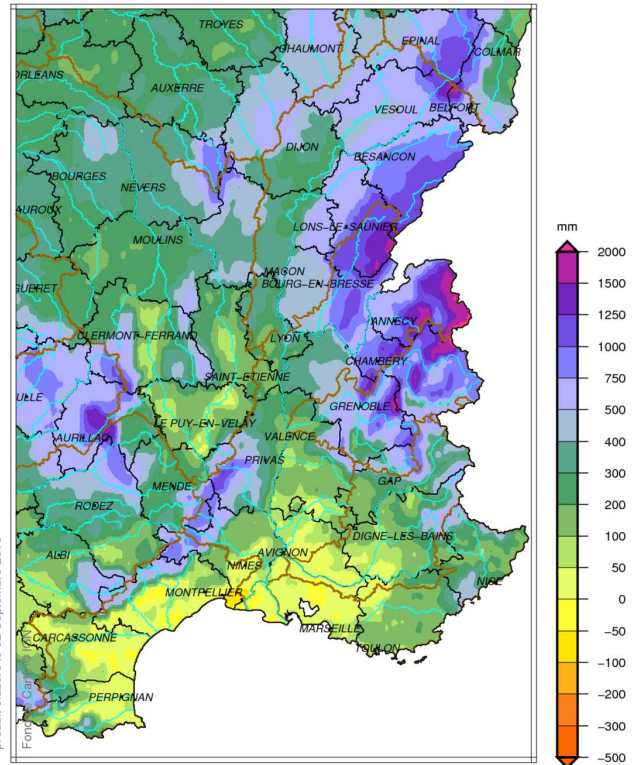 TROYES
CHAUMONT
EPINAL
COLMAR
ORLEANS
AUXERRE
VESOUL
BELFORT
DIJON
BESANCON
BOURGES
NEVERS
AUROUX
LONS-LE-SAUNIER
MOULINS
MACON
BOURG-EN-BRESSE
GUERET
ANNECY
CLERMONT-FERRAND
LYON
CHAMBERY
SAINT-ETIENNE
ULLE
GRENOBLE
LE PUY-EN-VELAY
AURILLAC
VALENCE
PRIVAS
GAP
MENDE
RODEZ
DIGNE-LES-BAINS
ALBI
AVIGNON
NIMES
NICE
MONTPELLIER
MARSEILLE
CARCASSONNE
TOULON
PERPIGNAN
mm
2000
1500
1250
1000
750
500
400
300
200
100
0
-50
-100
-200
-300
-500